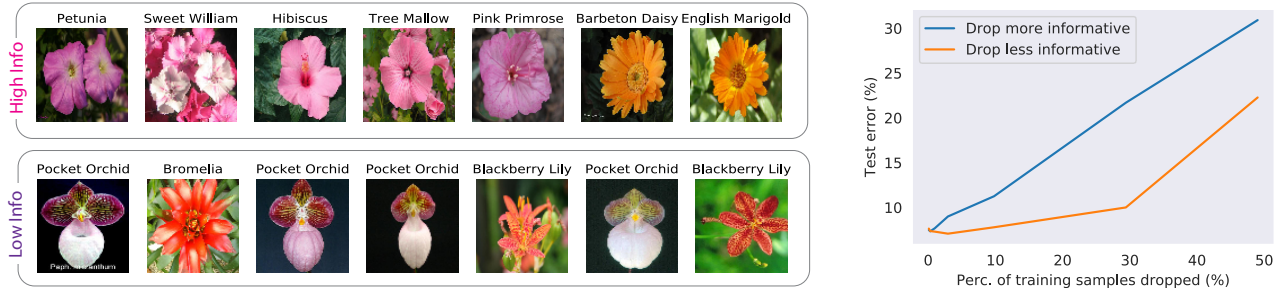 High Info
Petunia Sweet William Hibiscus Tree Mallow Pink Primrose Barbeton Daisy English Marigold
Low Info
Pocket Orchid Bromelia Pocket Orchid Pocket Orchid Blackberry Lily Pocket Orchid Blackberry Lily
Drop more informative
Drop less informative
Test error (%)
30
25
20
15
10
0 10 20 30 40 50
Perc. of training samples dropped (%)